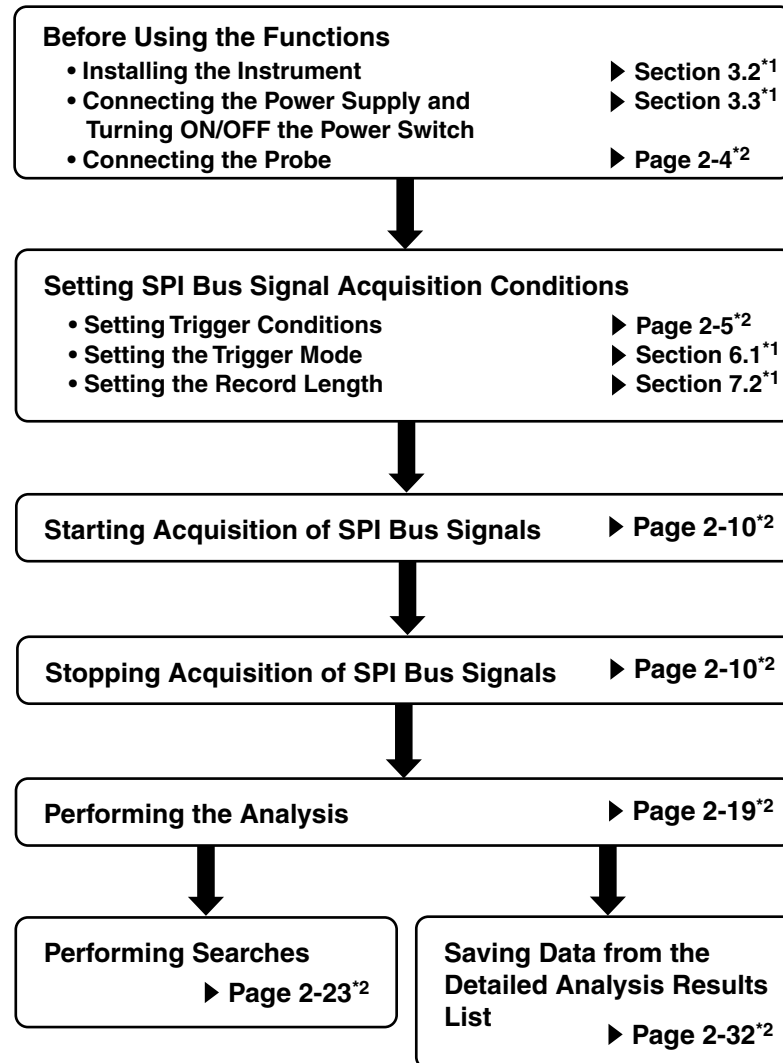 Before Using the Functions
• Installing the Instrument ▶ Section 3.2*1
• Connecting the Power Supply and ▶ Section 3.3*1
Turning ON/OFF the Power Switch
• Connecting the Probe ▶ Page 2-4*2
Setting SPI Bus Signal Acquisition Conditions
• Setting Trigger Conditions ▶ Page 2-5*2
• Setting the Trigger Mode ▶ Section 6.1*1
• Setting the Record Length ▶ Section 7.2*1
Starting Acquisition of SPI Bus Signals ▶ Page 2-10*2
Stopping Acquisition of SPI Bus Signals ▶ Page 2-10*2
Performing the Analysis ▶ Page 2-19*2
Performing Searches
▶ Page 2-23*2
Saving Data from the
Detailed Analysis Results
List
▶ Page 2-32*2